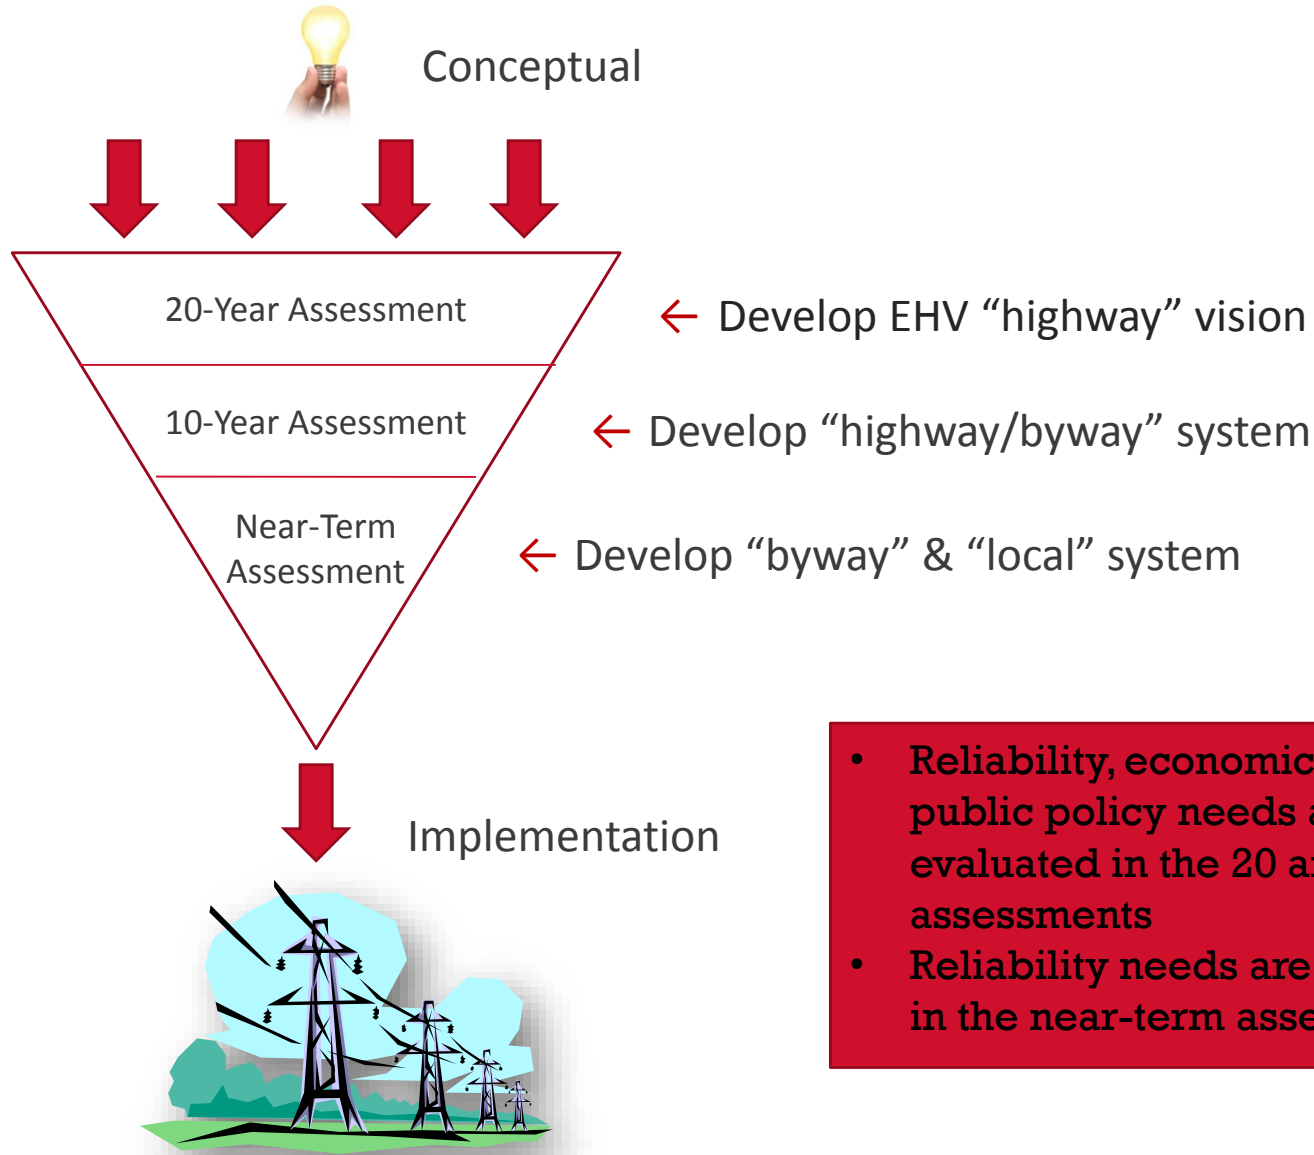 Conceptual
20-Year Assessment
← Develop EHV “highway” vision
10-Year Assessment
← Develop “highway/byway” system
Near-Term
Assessment
← Develop “byway” & “local” system
Implementation
• Reliability, economic
public policy needs
evaluated in the 20
assessments
• Reliability needs are
in the near-term